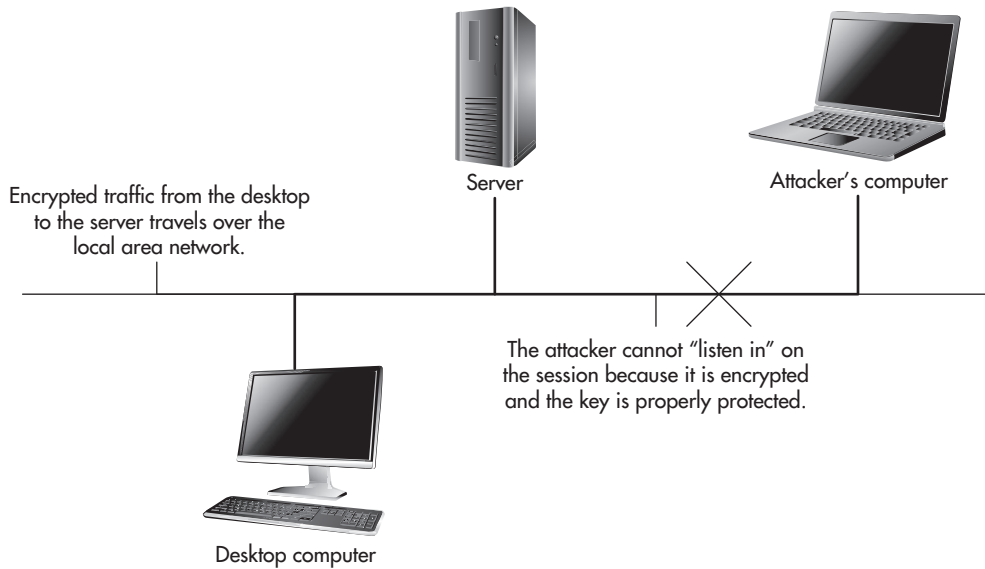 Server
Attacker's computer
Encrypted traffic from the desktop
to the server travels over the
local area network.
The attacker cannot “listen in” on
the session because it is encrypted
and the key is properly protected.
Desktop computer